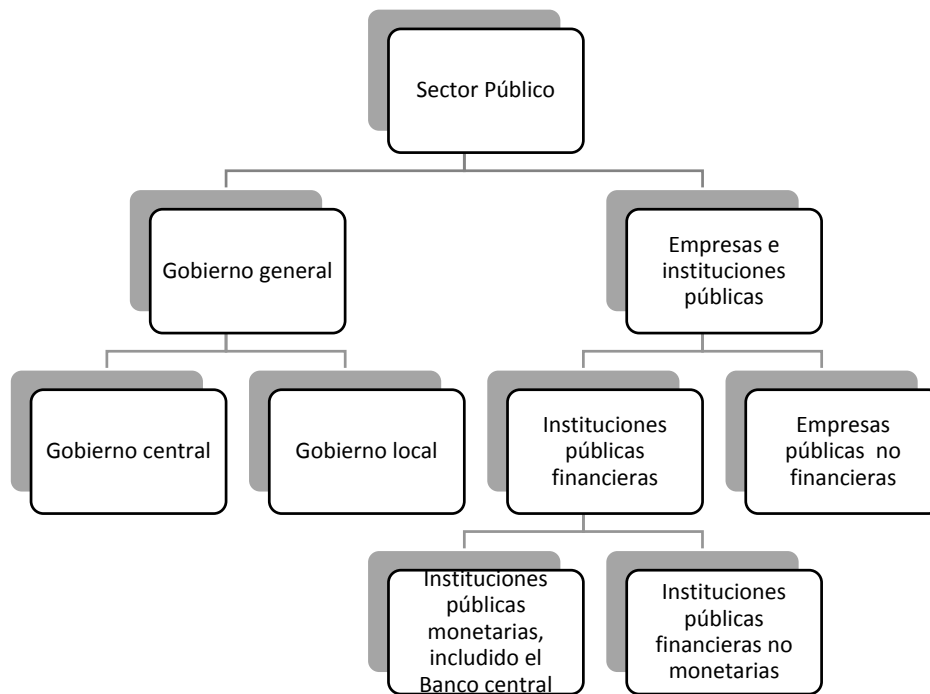 Sector Público
Gobierno general
Empresas e
instituciones
públicas
Gobierno central
Gobierno local
Instituciones
públicas
financieras
Empresas
públicas  no
financieras
Instituciones
públicas
monetarias,
includido el
Banco central
Instituciones
públicas
financieras no
monetarias